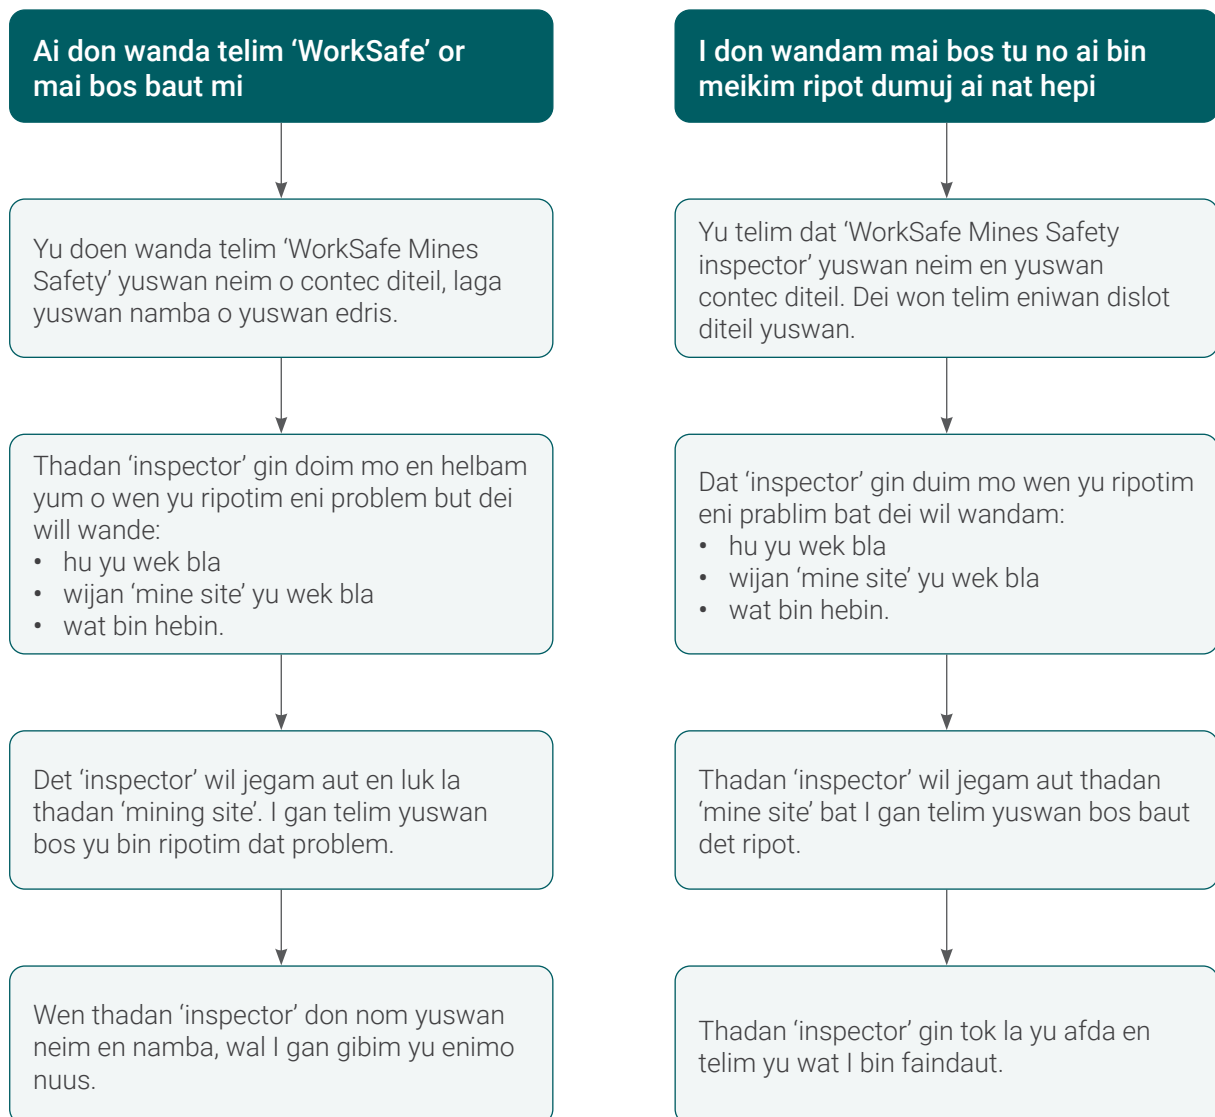 Ai don wanda telim ‘WorkSafe’ or
mai bos baut mi
Yu doen wanda telim ‘WorkSafe Mines
Safety’ yuswan neim o contec diteil, laga
yuswan namba o yuswan edris.
Thadan ‘inspector’ gin doim mo en helbam
yum o wen yu ripotim eni problem but dei
will wande:
• hu yu wek bla
• wijan ‘mine site’ yu wek bla
• wat bin hebin.
Det ‘inspector’ wil jegam aut en luk la
thadan ‘mining site’. I gan telim yuswan
bos yu bin ripotim dat problem.
Wen thadan ‘inspector’ don nom yuswan
neim en namba, wal I gan gibim yu enimo
nuus.
I don wandam mai bos tu no ai bin
meikim ripot dumuj ai nat hepi
Yu telim dat ‘WorkSafe Mines Safety
inspector’ yuswan neim en yuswan
contec diteil. Dei won telim eniwan dislot
diteil yuswan.
Dat ‘inspector’ gin duim mo wen yu ripotim
eni prablim bat dei wil wandam:
• hu yu wek bla
• wijan ‘mine site’ yu wek bla
• wat bin hebin.
Thadan ‘inspector’ wil jegam aut thadan
‘mine site’ bat I gan telim yuswan bos baut
det ripot.
Thadan ‘inspector’ gin tok la yu afda en
telim yu wat I bin faindaut.